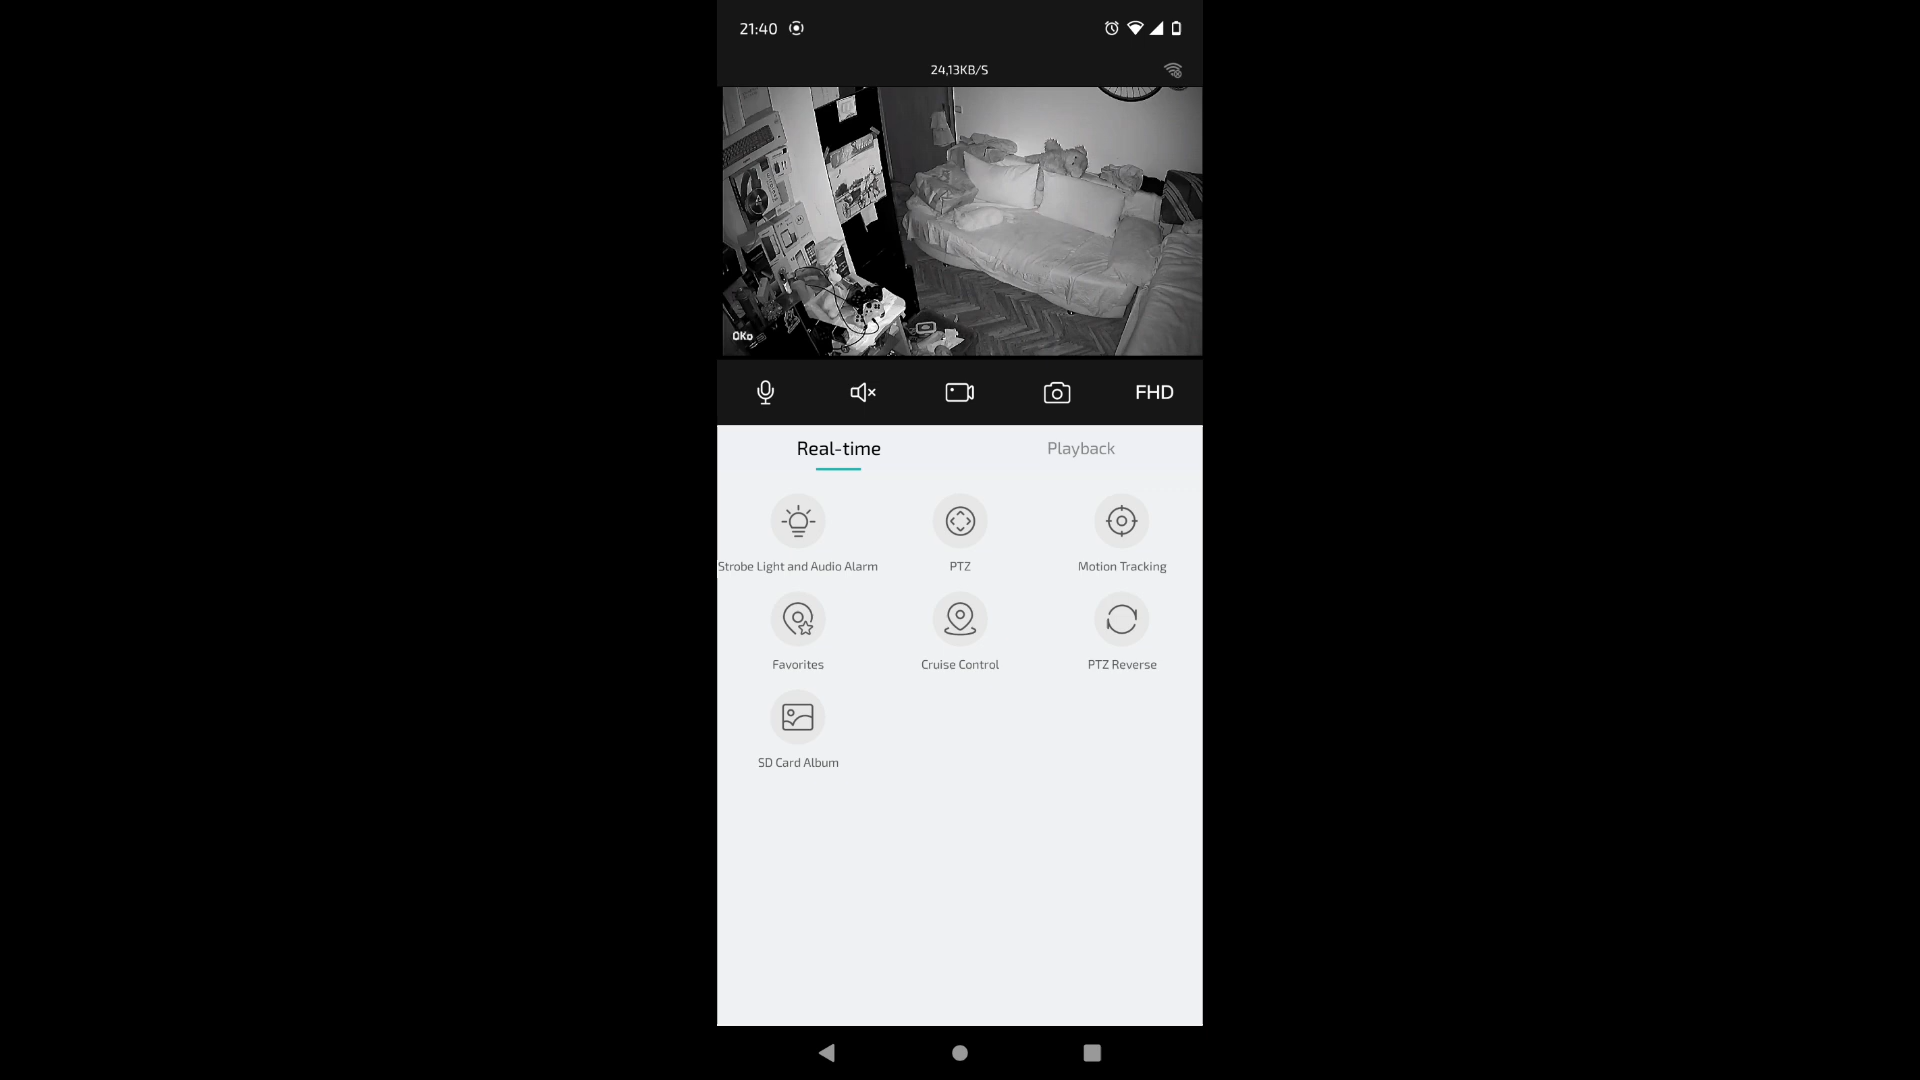 21:40
24,13KB/S
OKo
FHD
Real-time
Playback
Strobe Light and Audio Alarm
PTZ
Motion Tracking
Favorites
Cruise Control
PTZ Reverse
SD Card Album